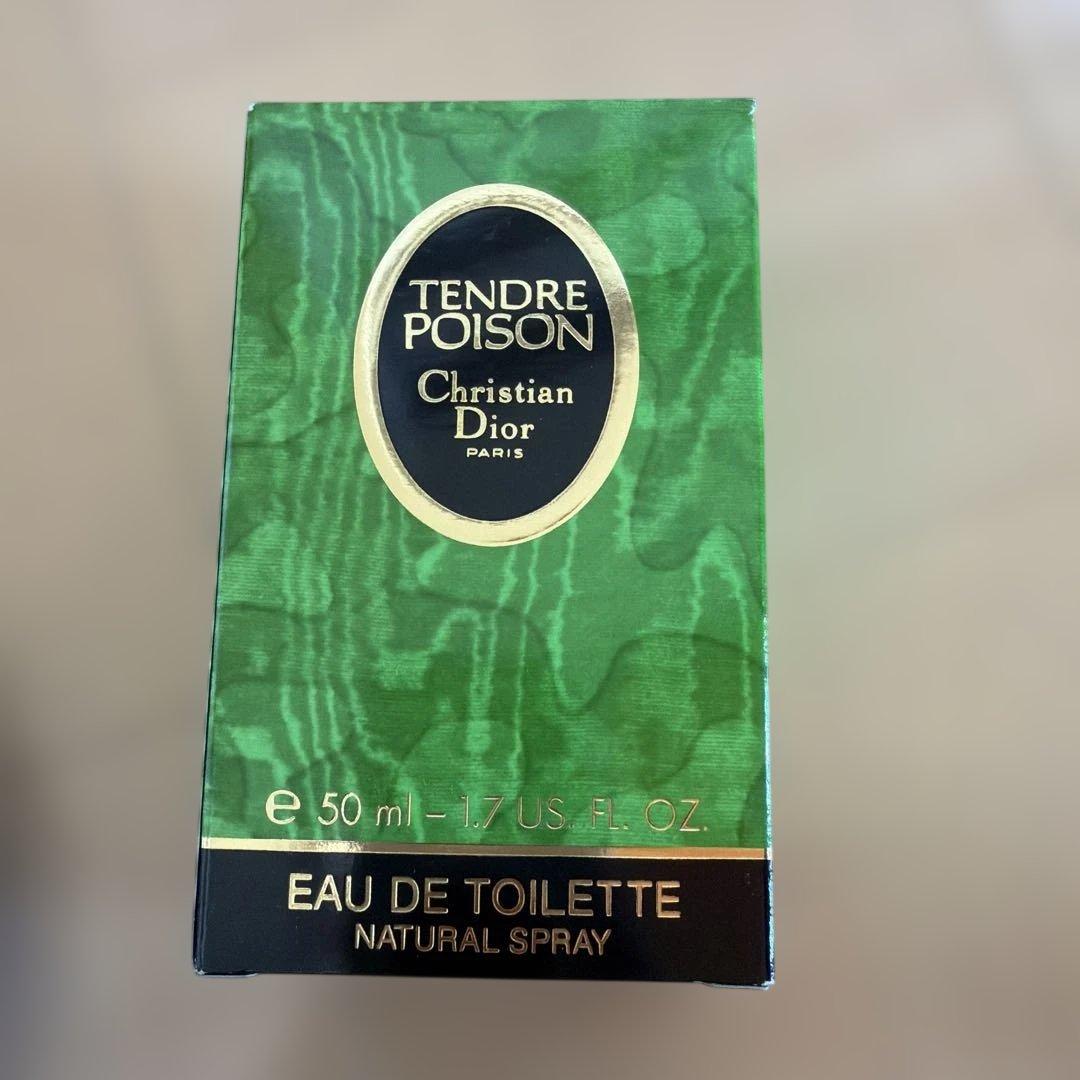 TENDRE
POISON
Christian
Dior
PARIS
e 50 ml – 1.7 US. FL. OZ.
EAU DE TOILETTE
NATURAL SPRAY